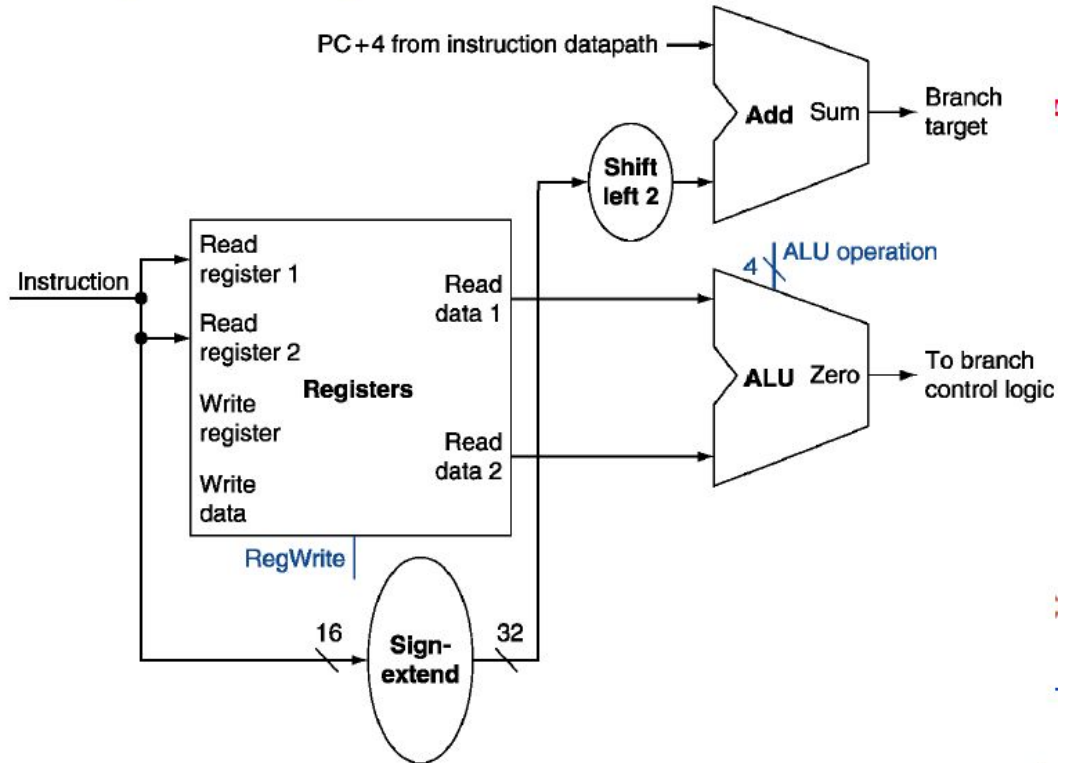 PC+4 from instruction datapath
Add Sum
Branch
target
Shift
left 2
4
ALU operation
Instruction
Read
register 1
Read
data 1
Read
register 2
Registers
ALU Zero
To branch
control logic
Write
register
Read
data 2
Write
data
RegWrite
16
Sign-
extend
32